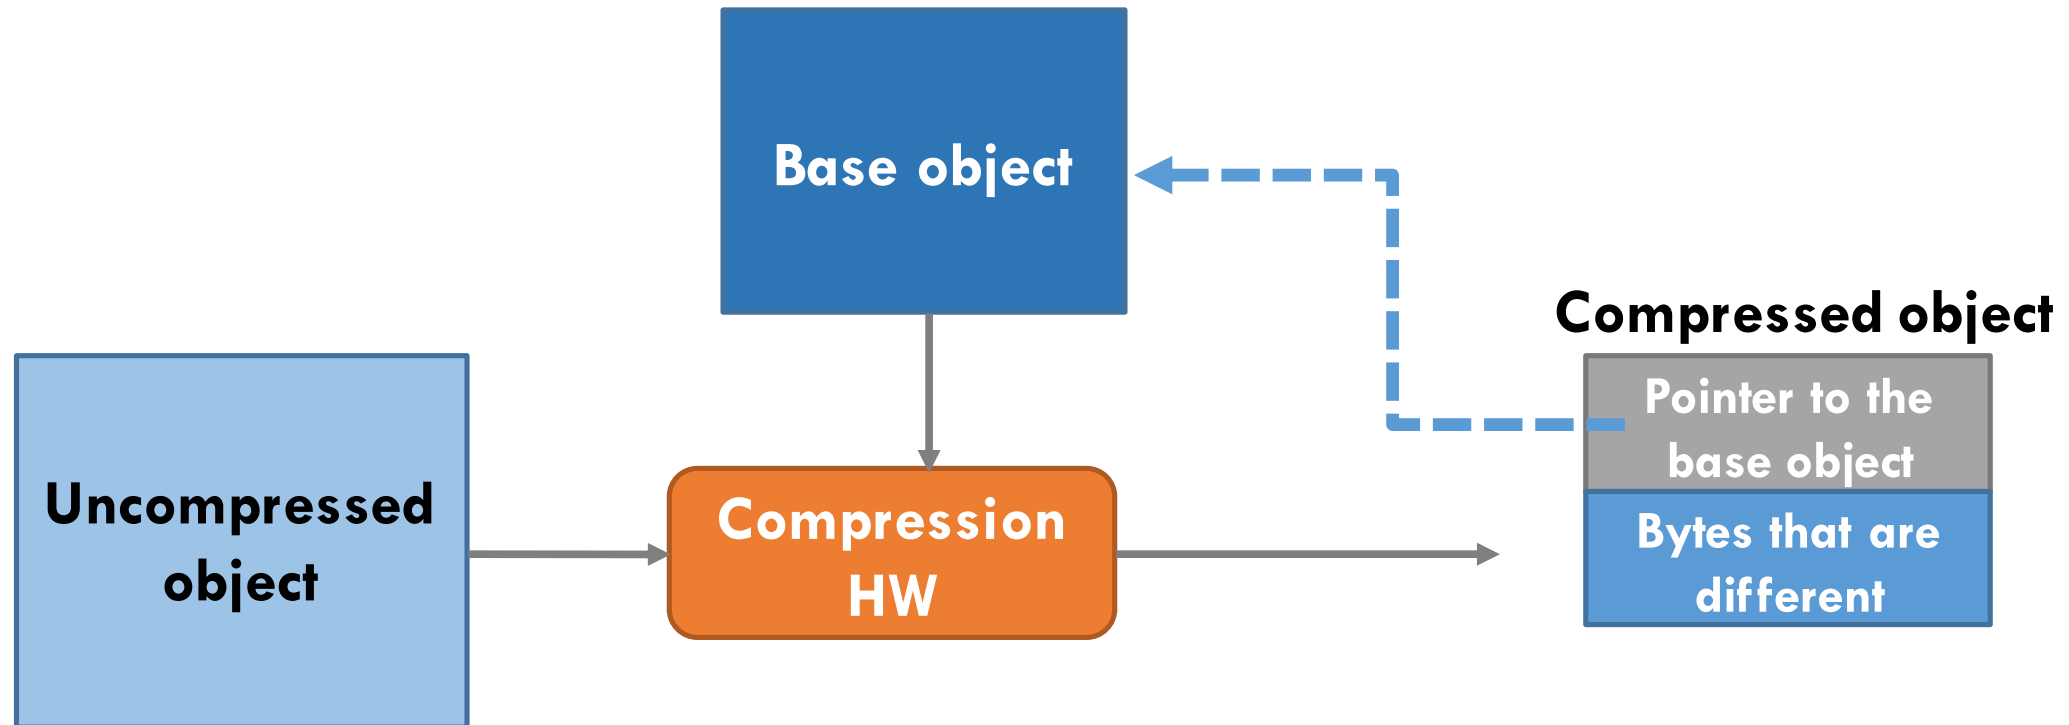 Base object
Uncompressed
object
Compression
HW
Compressed object
Pointer to the
base object
Bytes that are
different